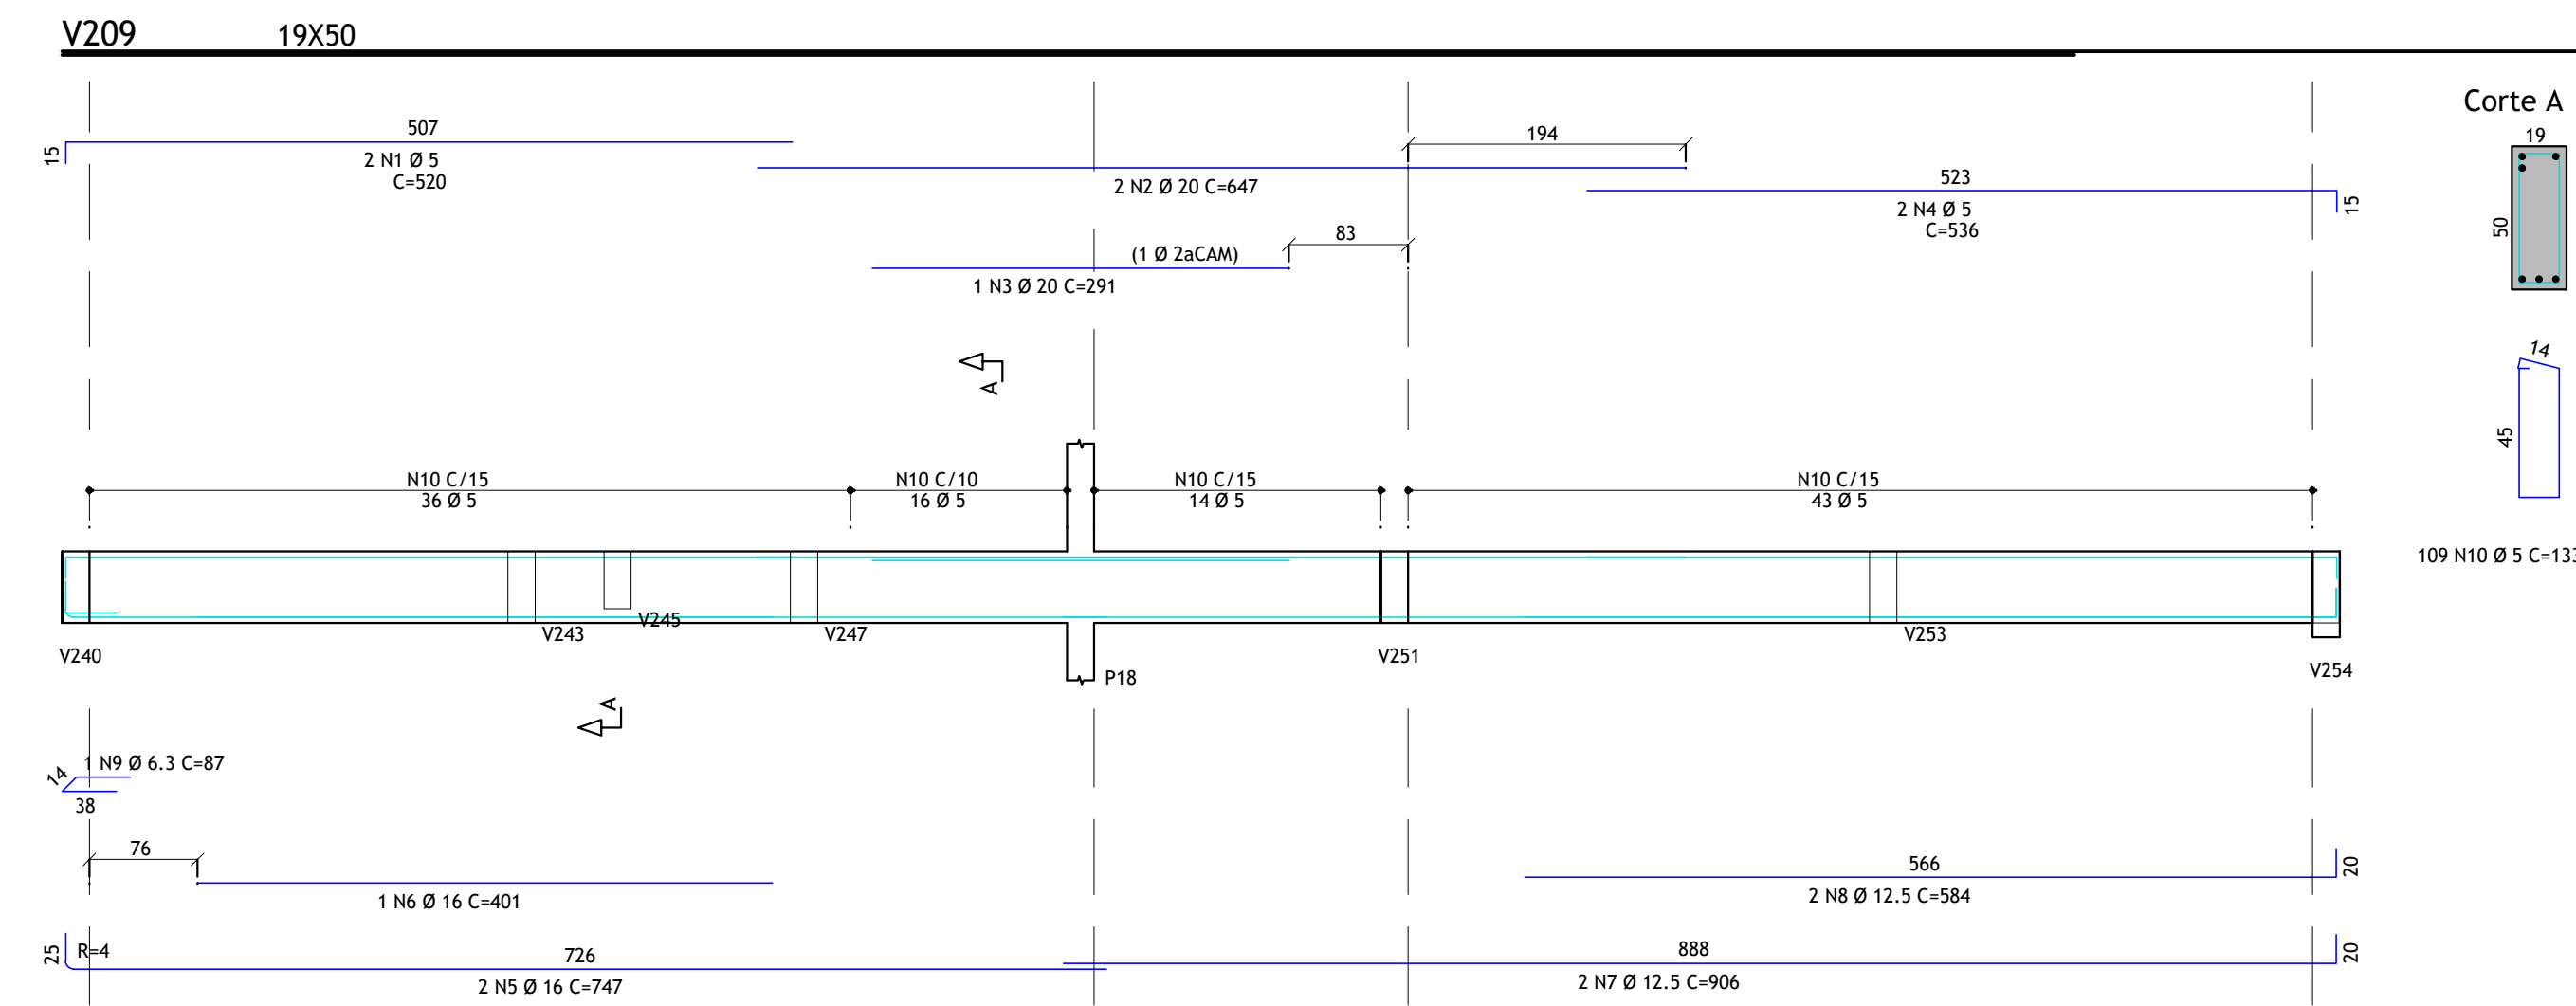 V209 19X50
Corte A
507
15
2 N1 Ø 5
C=520
194
2 N2 Ø 20 C=647
523
15
2 N4 Ø 5
C=536
19
50
83
(1 Ø 2aCAM)
1 N3 Ø 20 C=291
A
14
45
N10 C/15
36 Ø 5
N10 C/10
16 Ø 5
N10 C/15
14 Ø 5
N10 C/15
43 Ø 5
109 N10 Ø 5 C=133
V240
V243
V245
V247
P18
V251
V253
V254
A
1 N9 Ø 6.3 C=87
14
38
76
1 N6 Ø 16 C=401
566
20
2 N8 Ø 12.5 C=584
25
R=4
726
2 N5 Ø 16 C=747
888
20
2 N7 Ø 12.5 C=906